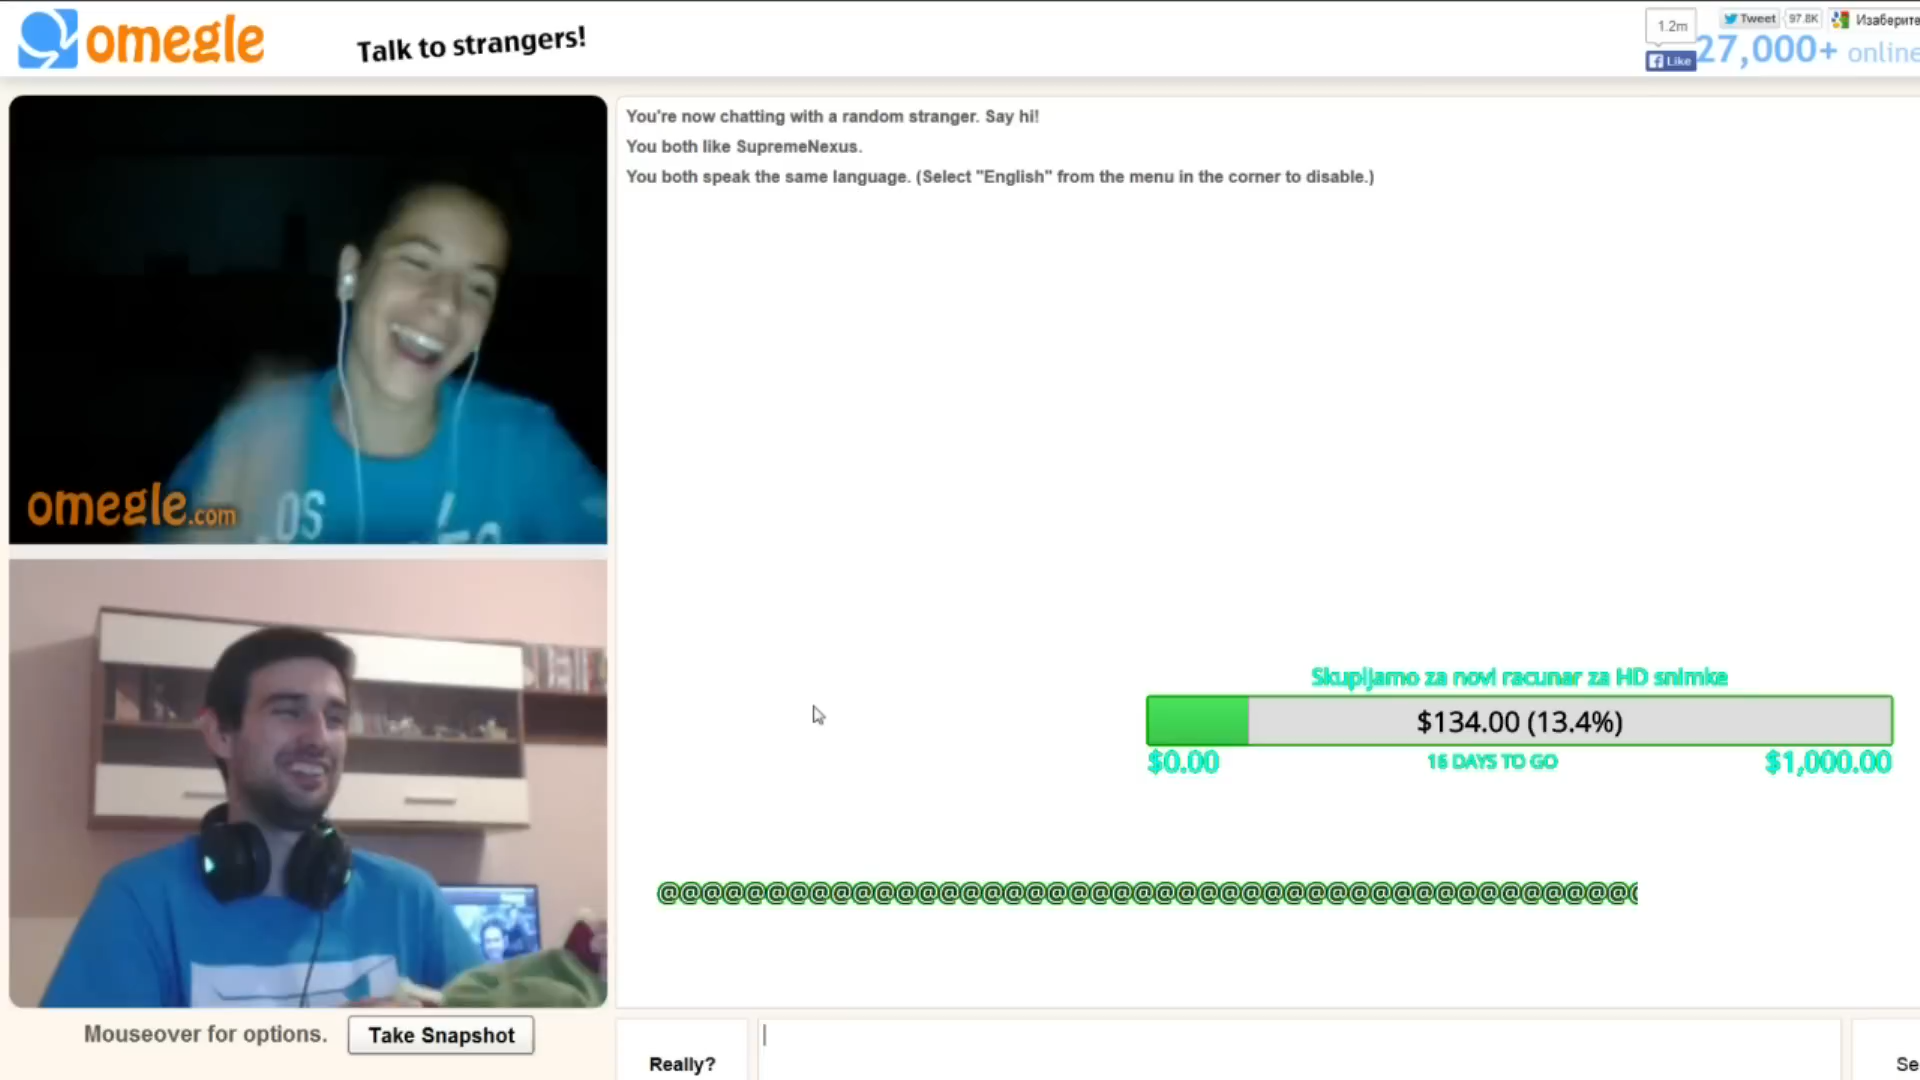 omegle
Talk to strangers!
1.2m
Tweet
97.8K
Изаберите
Like
27,000+ online
You're now chatting with a random stranger. Say hi!
You both like SupremeNexus.
You both speak the same language. (Select "English" from the menu in the corner to disable.)
omegle.com
OS
Skupljamo za novi racunar za HD snimke
$134.00 (13.4%)
$0.00
16 DAYS TO GO
$1,000.00
@@@@@@@@@@@@@@@@@@@@@@@@@@@@@@@@@@@@@@@@@@@@@
Mouseover for options.
Take Snapshot
Really?
Se